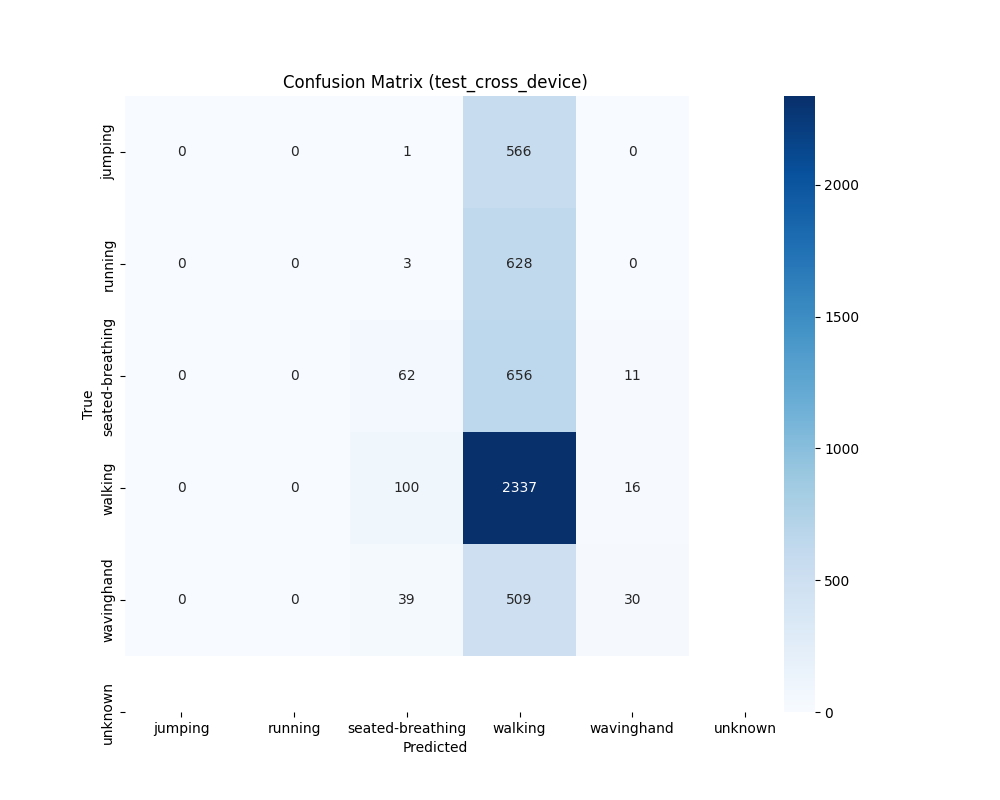 Confusion Matrix (test_cross_device)
True
jumping
0 0 1 566 0
running
0 0 3 628 0
seated-breathing
0 0 62 656 11
walking
0 0 100 2337 16
wavinghand
0 0 39 509 30
unknown
jumping running seated-breathing walking wavinghand unknown
Predicted
2000
1500
1000
500
0